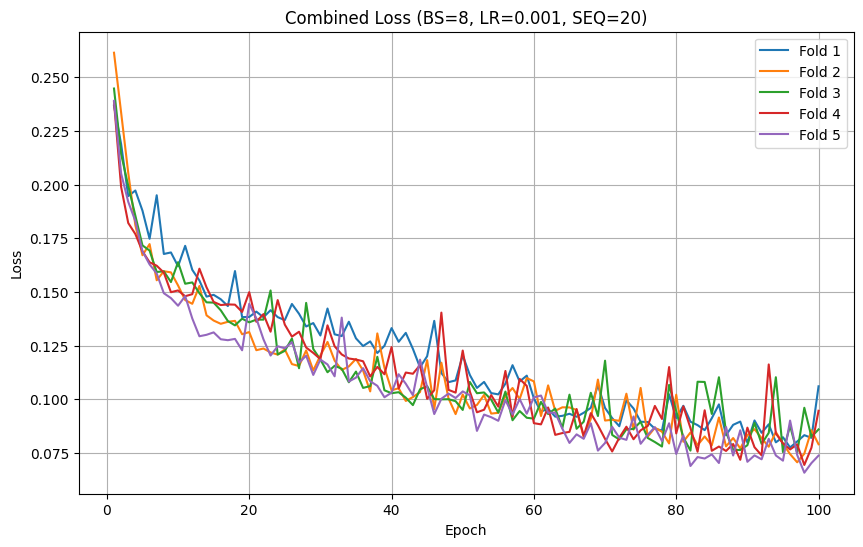 Combined Loss (BS=8, LR=0.001, SEQ=20)
Loss
0.250
0.225
0.200
0.175
0.150
0.125
0.100
0.075
Fold 1
Fold 2
Fold 3
Fold 4
Fold 5
0
20
40
60
80
100
Epoch